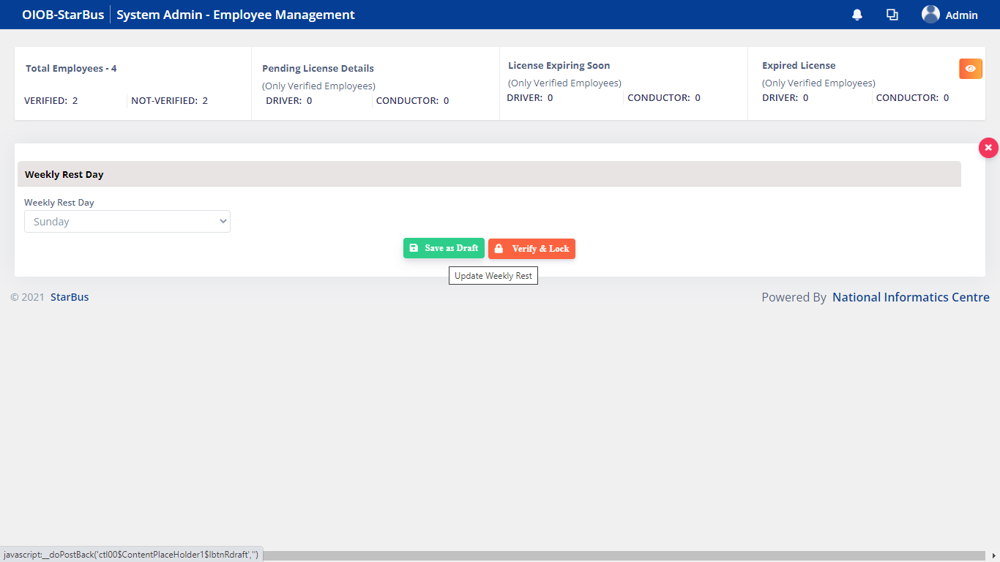 OIOB-StarBus System Admin - Employee Management Admin
Total Employees - 4
VERIFIED: 2 NOT-VERIFIED: 2
Pending License Details
(Only Verified Employees)
DRIVER: 0 CONDUCTOR: 0
License Expiring Soon
(Only Verified Employees)
DRIVER: 0 CONDUCTOR: 0
Expired License
(Only Verified Employees)
DRIVER: 0 CONDUCTOR: 0
Weekly Rest Day
Weekly Rest Day
Sunday
Save as Draft Verify & Lock
Update Weekly Rest
© 2021 StarBus Powered By National Informatics Centre
javascript:__doPostBack('ctl00$ContentPlaceHolder1$lbtnRdraft','')